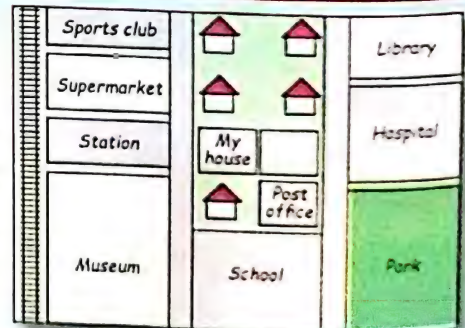 Sports club
Library
Supermarket
Hospital
Station
My
house
Post
office
Museum
School
Park